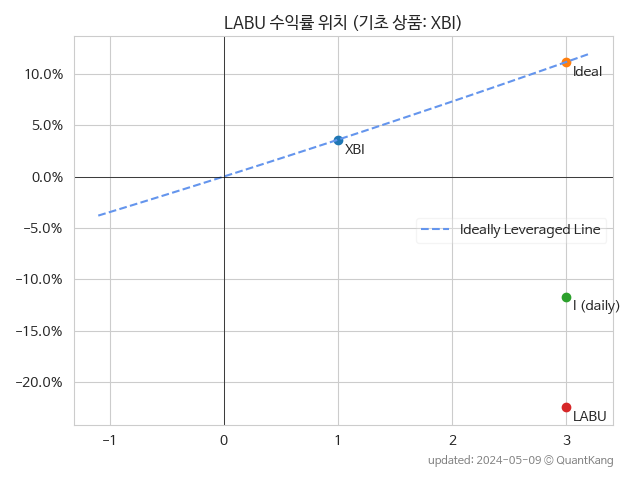 LABU 수익률 위치 (기초 상품: XBI)
10.0%
5.0%
0.0%
−5.0%
−10.0%
−15.0%
−20.0%
Ideal
XBI
Ideally Leveraged Line
I (daily)
LABU
−1
0
1
2
3
updated: 2024-05-09 © QuantKang